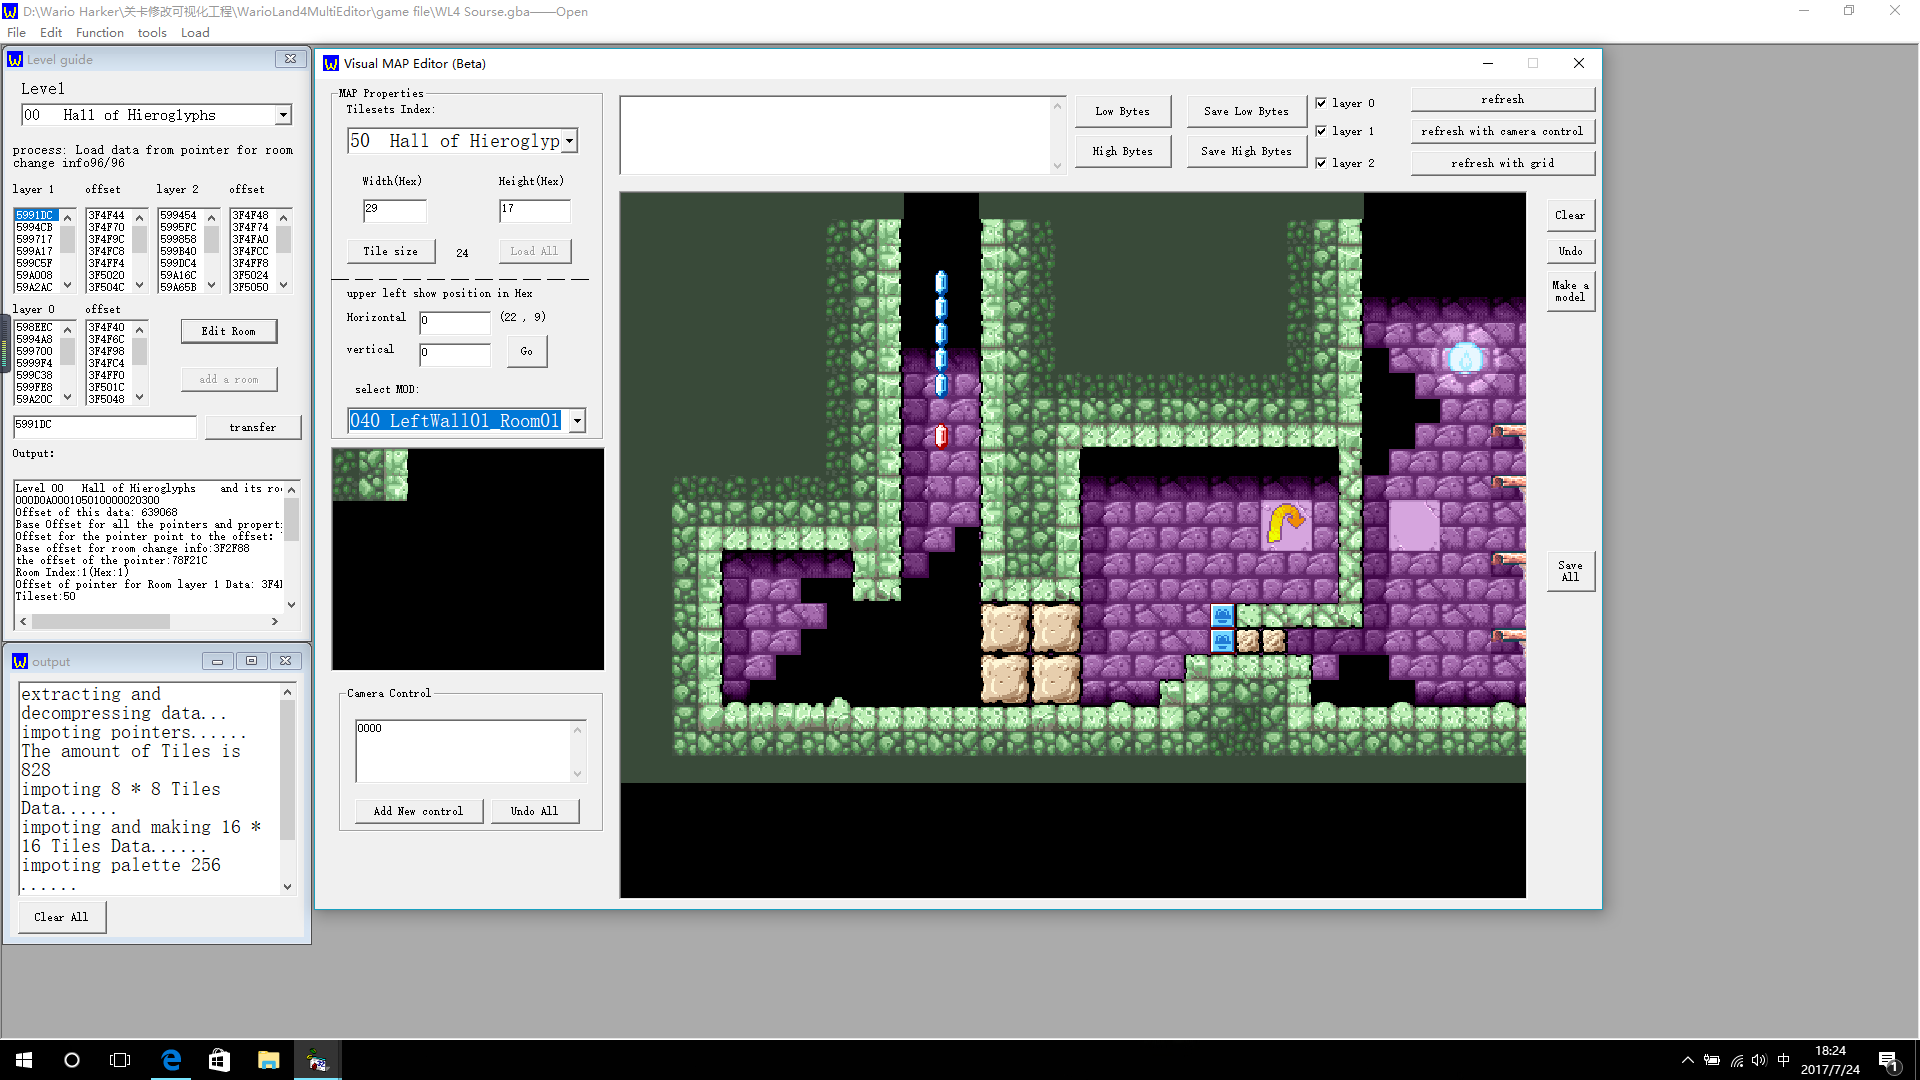 D:\Wario Harker\关卡修改可视化工程\WarioLand4MultiEditor\game file\WL4 Sourse.gba——Open
File Edit Function tools Load
Level guide
Level
00 Hall of Hieroglyphs
process: Load data from pointer for room
change info96/96
layer 1 offset layer 2 offset
5991DC 3F4F44 599454 3F4F48
5994CB 3F4F70 5995FC 3F4F74
599717 3F4F9C 599858 3F4FA0
599A17 3F4FC8 599B40 3F4FCC
599C5F 3F4FF4 599DC4 3F4FF8
59A008 3F5020 59A16C 3F5024
59A2AC 3F504C 59A65B 3F5050
layer 0 offset
598EEC 3F4F40
5994A8 3F4F6C
599700 3F4F98
5999F4 3F4FC4
599C38 3F4FF0
599FE8 3F501C
59A20C 3F5048
Edit Room
add a room
5991DC
transfer
Output:
Level 00 Hall of Hieroglyphs and its ro
000D0A000105010000020300
Offset of this data: 639068
Base Offset for all the pointers and propert
Offset for the pointer point to the offset:
Base offset for room change info:3F2F88
the offset of the pointer:78F21C
Room Index:1(Hex:1)
Offset of pointer for Room layer 1 Data: 3F4
Tileset:50
output
extracting and
decompressing data...
impoting pointers......
The amount of Tiles is
828
impoting 8 * 8 Tiles
Data......
impoting and making 16 *
16 Tiles Data......
impoting palette 256
......
Clear All
Visual MAP Editor (Beta)
MAP Properties
Tilesets Index:
50 Hall of Hieroglyp
Width(Hex) Height(Hex)
29 17
Tile size 24 Load All
upper left show position in Hex
Horizontal 0 (22 , 9)
vertical 0 Go
select MOD:
040 LeftWall01_Room01
Camera Control
0000
Add New control Undo All
Low Bytes Save Low Bytes
High Bytes Save High Bytes
layer 0
layer 1
layer 2
refresh
refresh with camera control
refresh with grid
Clear
Undo
Make a
model
Save
All
中
18:24
2017/7/24
1